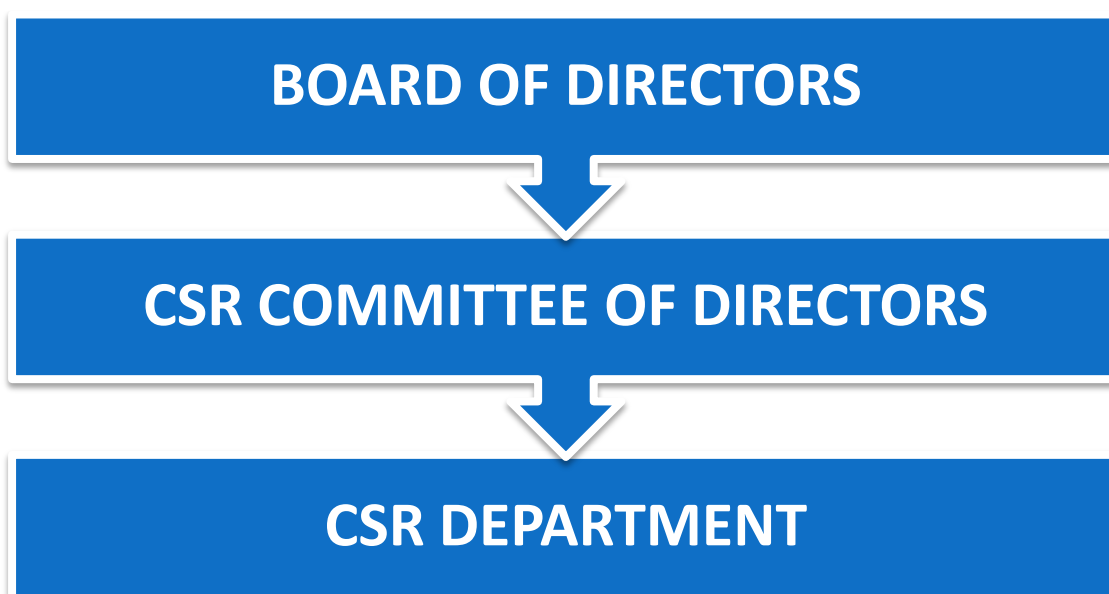 BOARD OF DIRECTORS
CSR COMMITTEE OF DIRECTORS
CSR DEPARTMENT